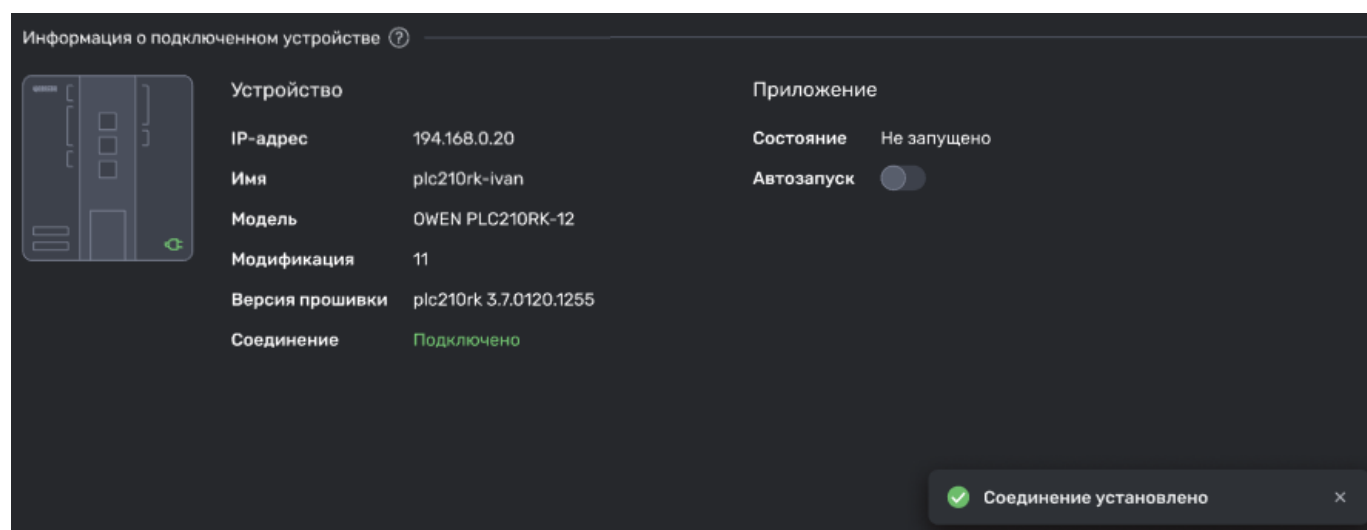 Информация о подключенном устройстве ?
Устройство
IP-адрес 194.168.0.20
Имя plc210rk-ivan
Модель OWEN PLC210RK-12
Модификация 11
Версия прошивки plc210rk 3.7.0120.1255
Соединение Подключено
Приложение
Состояние Не запущено
Автозапуск
Соединение установлено